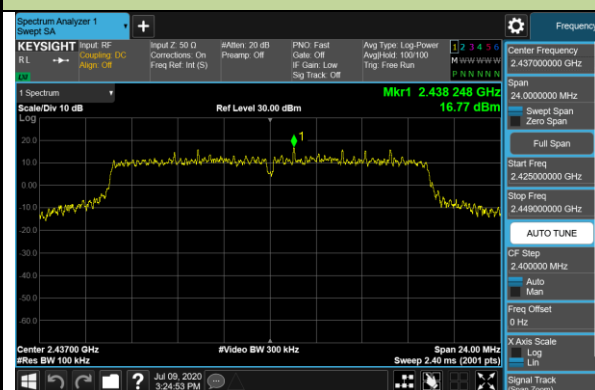 Spectrum Analyzer 1
Swept SA
+
Frequency
KEYSIGHT Input: RF
RL Coupling: DC
Align: Off
Input Z: 50 Ω
Corrections: On
Freq Ref: Int (S)
#Atten: 20 dB
Preamp: Off
PNO: Fast
Gate: Off
IF Gain: Low
Sig Track: Off
Avg Type: Log-Power
Avg|Hold: 100/100
Trig: Free Run
1 2 3 4 5 6
M W W W W W
P N N N N N
1 Spectrum
Scale/Div 10 dB
Log
Ref Level 30.00 dBm
Mkr1 2.438 248 GHz
16.77 dBm
1
20.0
10.0
0.00
-10.0
-20.0
-30.0
-40.0
-50.0
-60.0
Center 2.43700 GHz
#Res BW 100 kHz
#Video BW 300 kHz
Span 24.00 MHz
Sweep 2.40 ms (2001 pts)
Center Frequency
2.437000000 GHz
Span
24.0000000 MHz
Swept Span
Zero Span
Full Span
Start Freq
2.425000000 GHz
Stop Freq
2.449000000 GHz
AUTO TUNE
CF Step
2.400000 MHz
Auto
Man
Freq Offset
0 Hz
X Axis Scale
Log
Lin
Signal Track
(Span Zoom)
?
Jul 09, 2020
3:24:53 PM